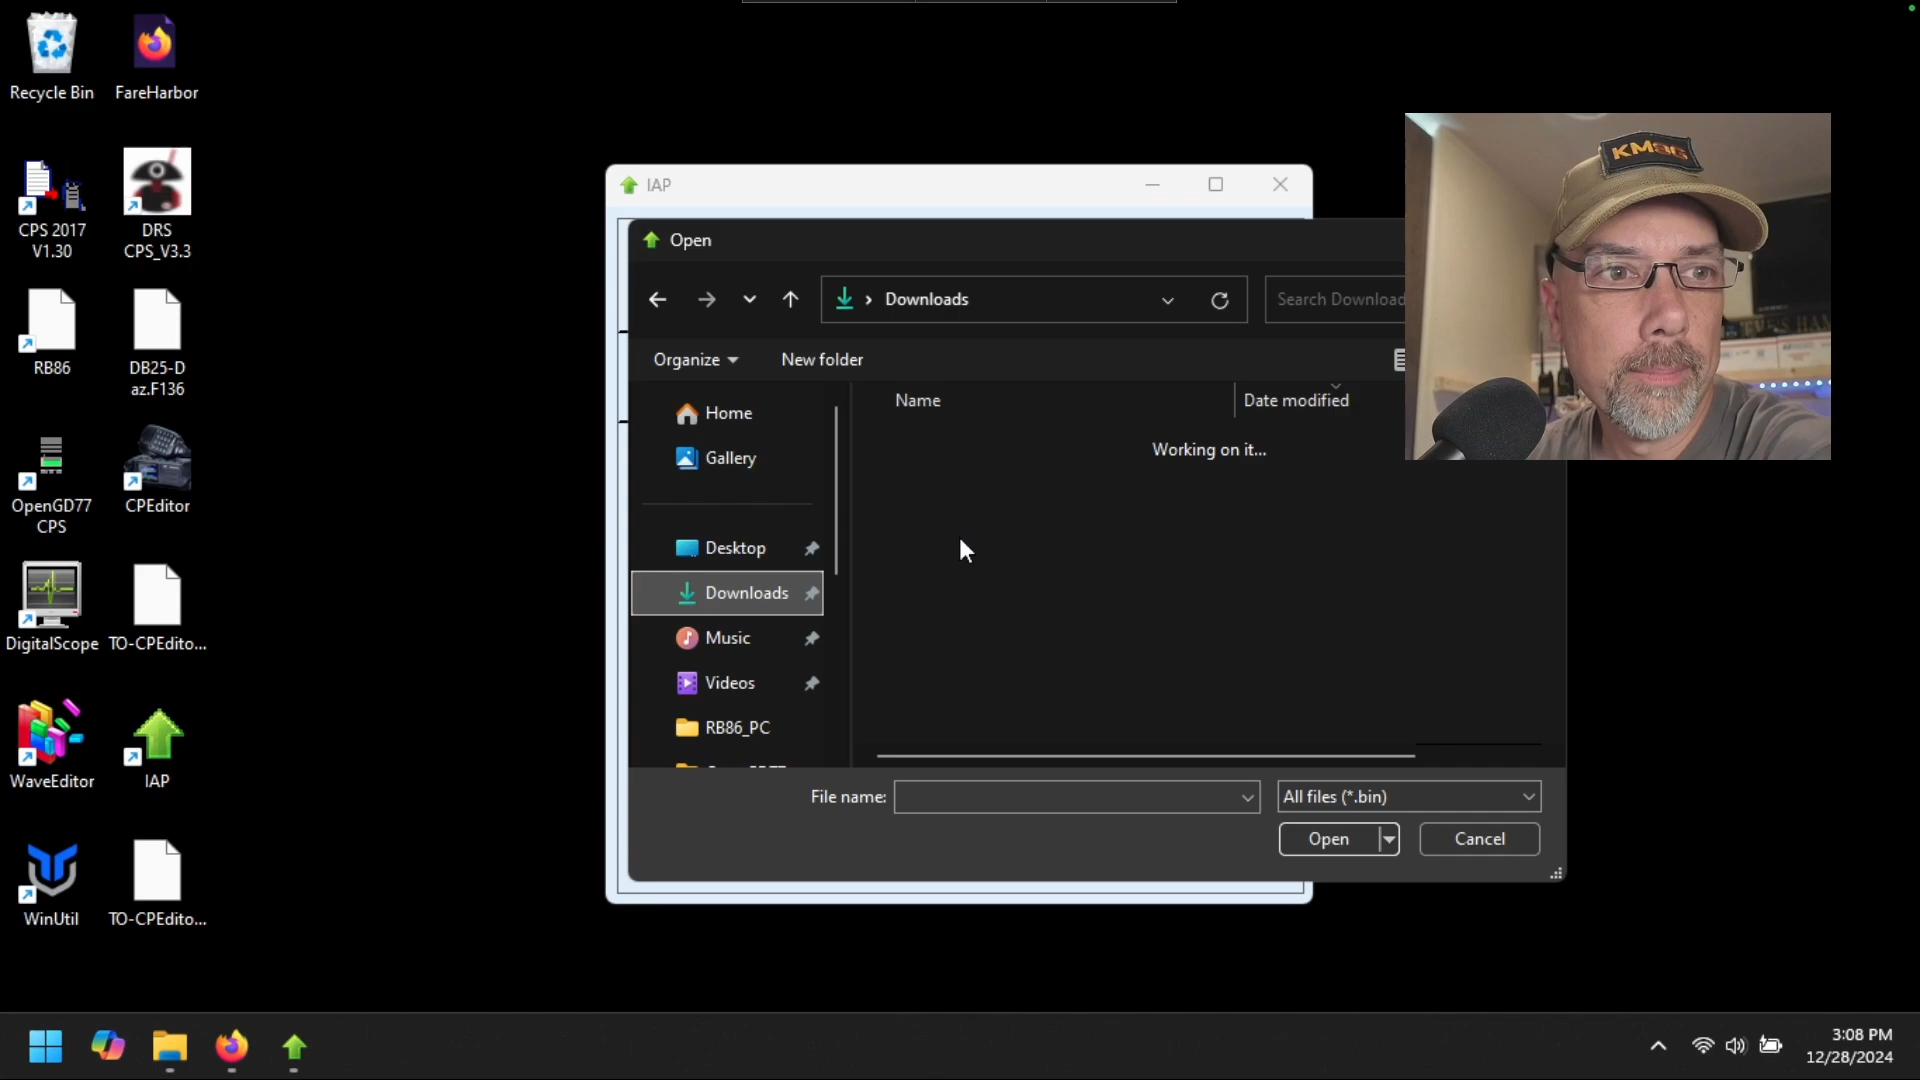 Recycle Bin
FareHarbor
CPS 2017
V1.30
DRS
CPS_V3.3
RB86
DB25-D
az.F136
OpenGD77
CPS
CPEditor
DigitalScope
TO-CPEdito...
WaveEditor
IAP
WinUtil
TO-CPEdito...
IAP
Open
Downloads
Search Download
Organize
New folder
Home
Gallery
Desktop
Downloads
Music
Videos
RB86_PC
Name
Date modified
Working on it...
File name:
All files (*.bin)
Open
Cancel
3:08 PM
12/28/2024